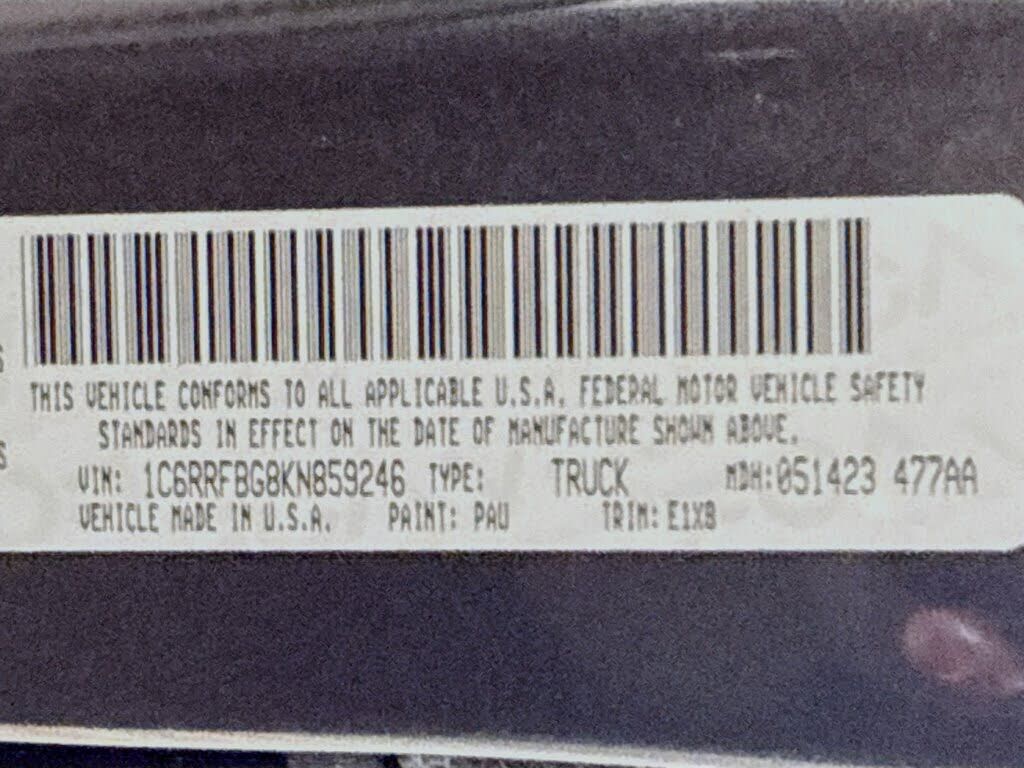 THIS VEHICLE CONFORMS TO ALL APPLICABLE U.S.A. FEDERAL MOTOR VEHICLE SAFETY
STANDARDS IN EFFECT ON THE DATE OF MANUFACTURE SHOWN ABOVE.
VIN: 1C6RRFBG8KN859246 TYPE: TRUCK MDH:051423 477AA
VEHICLE MADE IN U.S.A. PAINT: PAU TRIM: E1X8